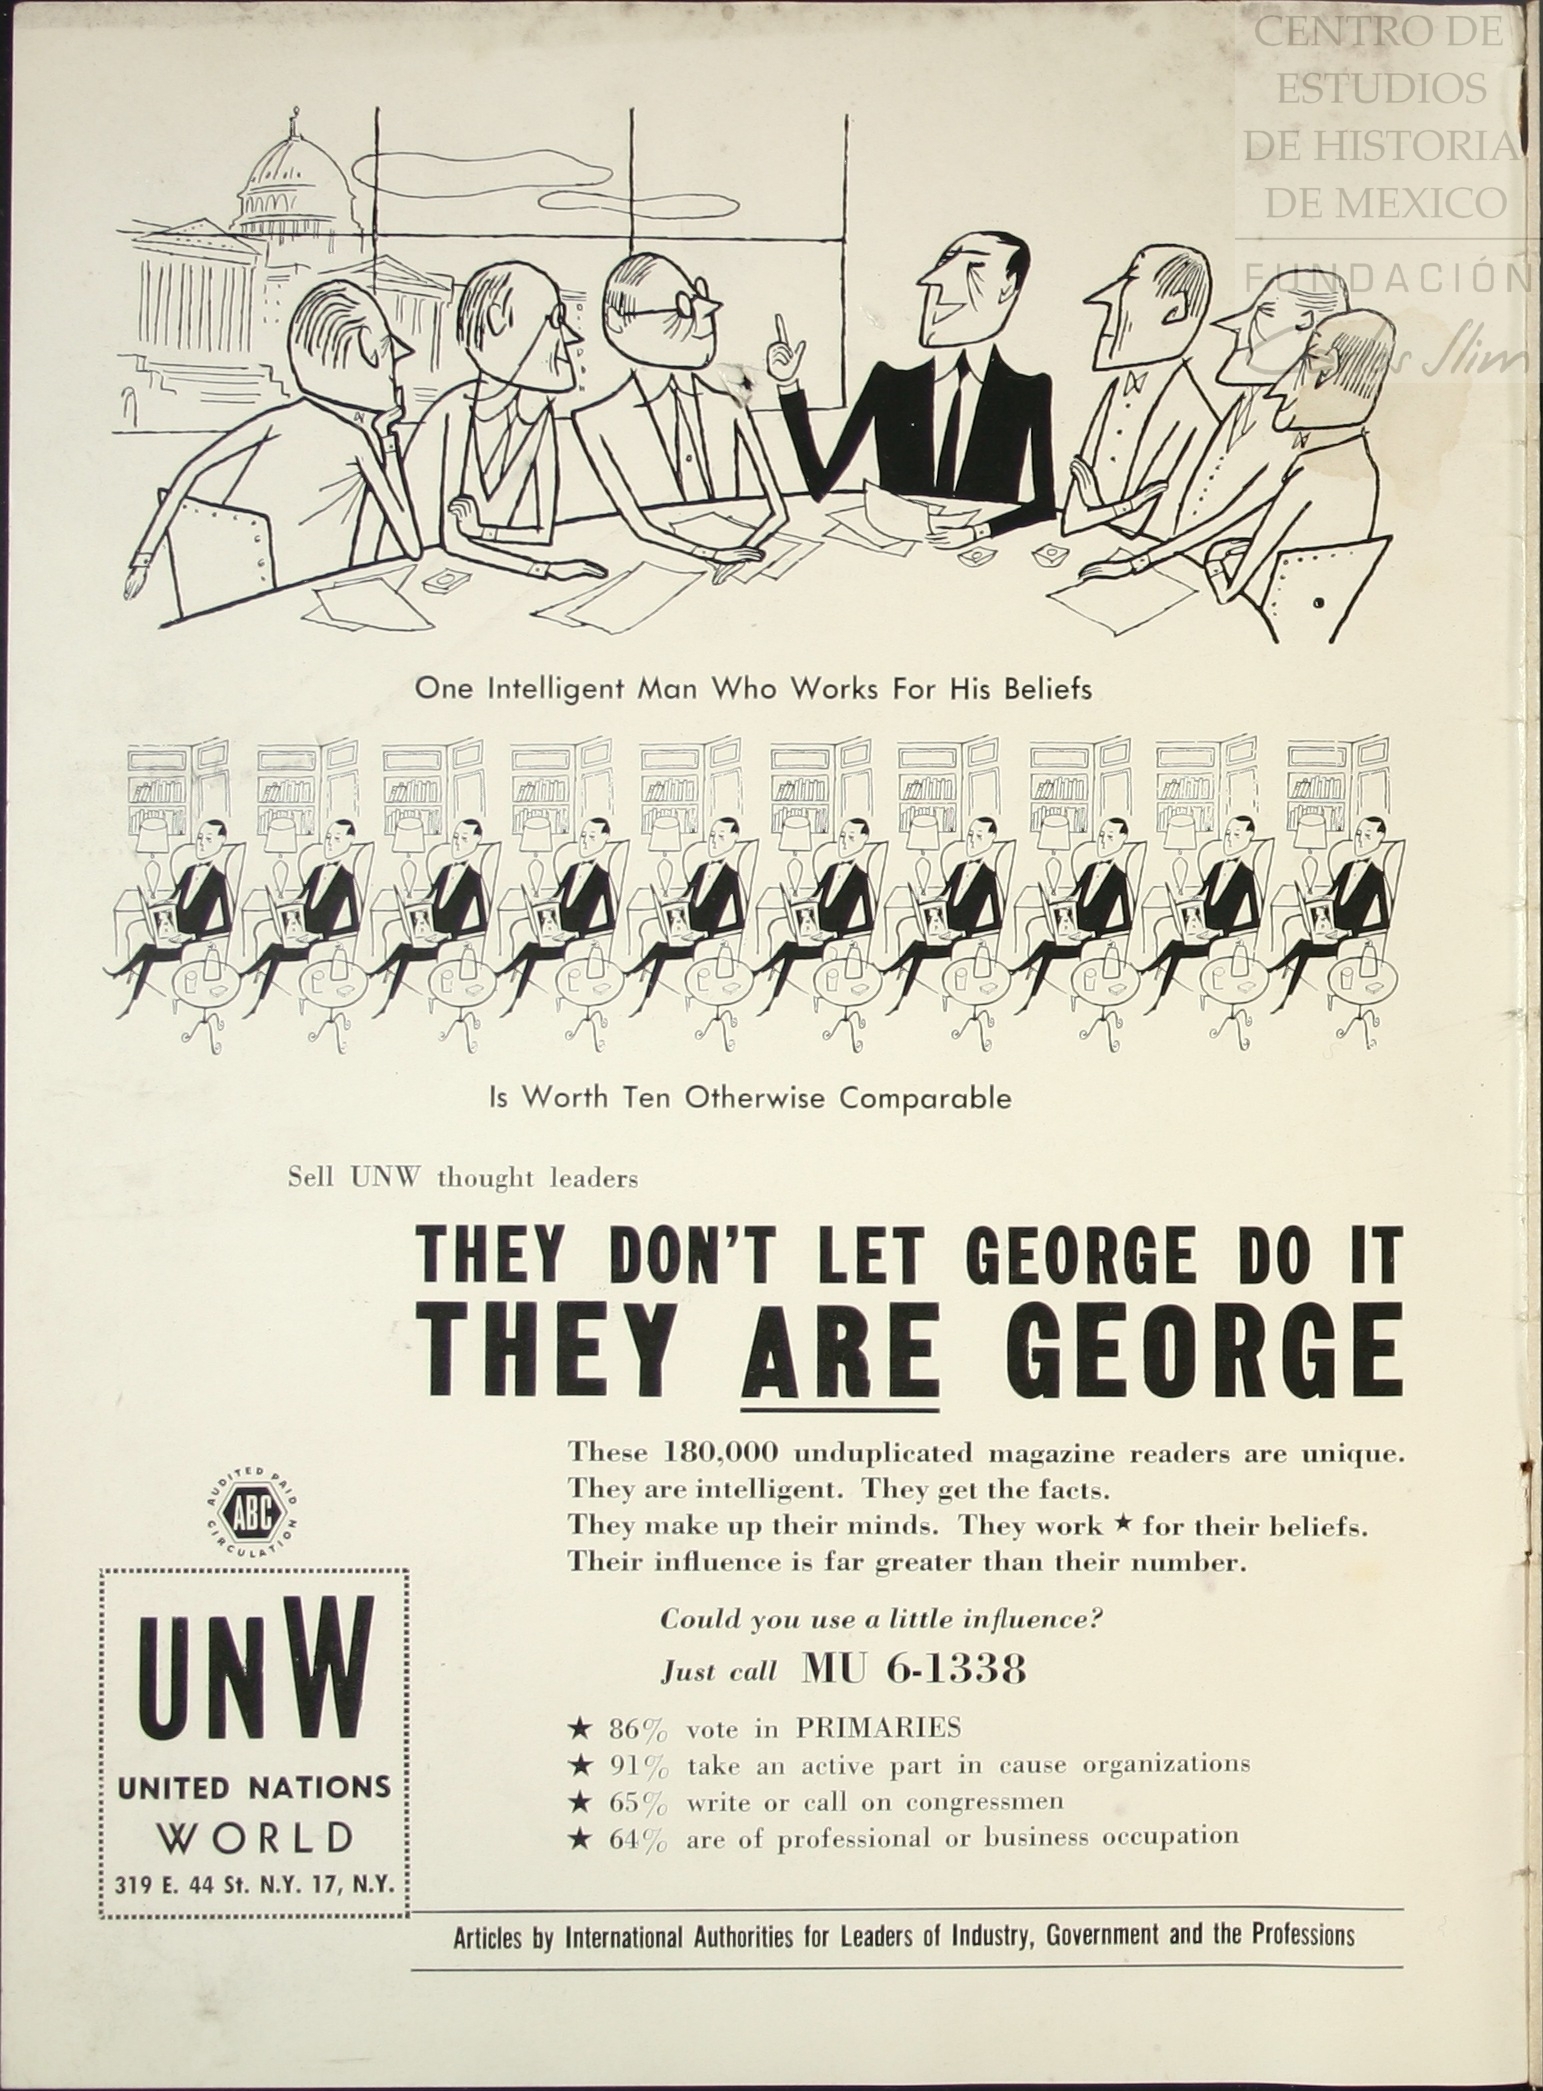 CENTRO DE
ESTUDIOS
DE HISTORIA
DE MEXICO
FUNDACIÓN
Carlos Slim
One Intelligent Man Who Works For His Beliefs
Is Worth Ten Otherwise Comparable
Sell UNW thought leaders
THEY DON'T LET GEORGE DO IT
THEY ARE GEORGE
These 180,000 unduplicated magazine readers are unique.
They are intelligent. They get the facts.
They make up their minds. They work ★ for their beliefs.
Their influence is far greater than their number.
Could you use a little influence?
Just call MU 6-1338
★ 86% vote in PRIMARIES
★ 91% take an active part in cause organizations
★ 65% write or call on congressmen
★ 64% are of professional or business occupation
AUDITED PAID
ABC
CIRCULATION
UNW
UNITED NATIONS
WORLD
319 E. 44 St. N.Y. 17, N.Y.
Articles by International Authorities for Leaders of Industry, Government and the Professions